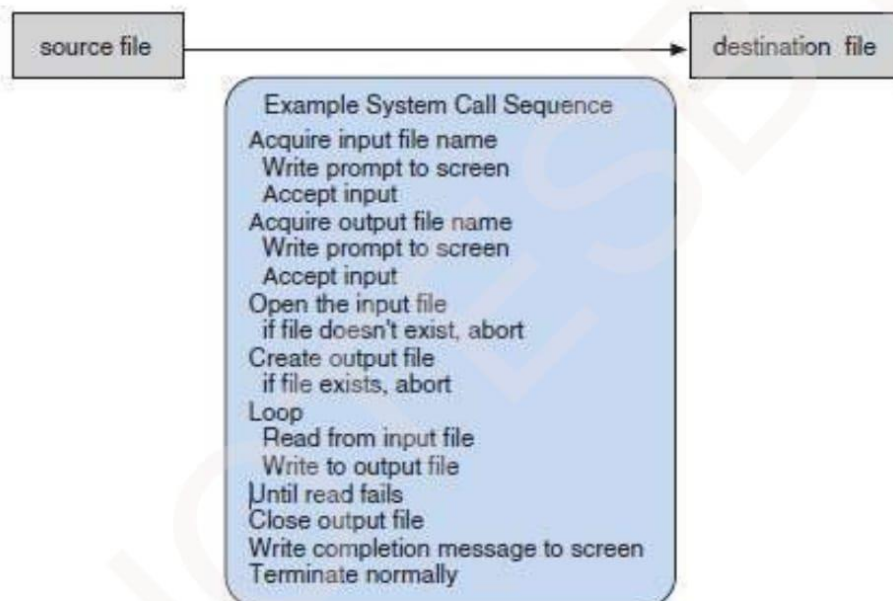 source file
destination file
Example System Call Sequence
Acquire input file name
Write prompt to screen
Accept input
Acquire output file name
Write prompt to screen
Accept input
Open the input file
if file doesn't exist, abort
Create output file
if file exists, abort
Loop
Read from input file
Write to output file
Until read fails
Close output file
Write completion message to screen
Terminate normally